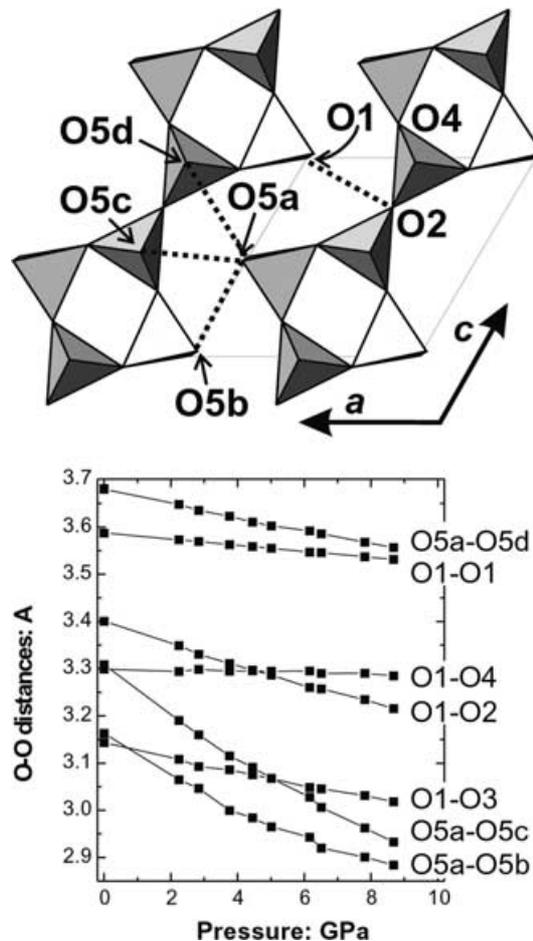 O5d
O1
O4
O5c
O5a
O2
O5b
c
a
3.7
3.6
3.5
3.4
3.3
3.2
3.1
3.0
2.9
O-O distances: A
O5a-O5d
O1-O1
O1-O4
O1-O2
O1-O3
O5a-O5c
O5a-O5b
0 2 4 6 8 10
Pressure: GPa